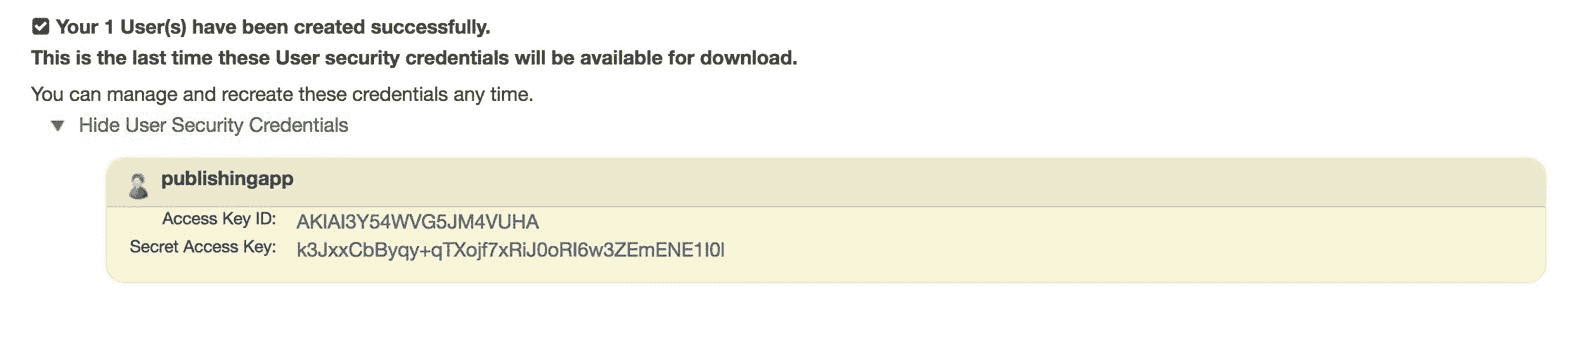 Your 1 User(s) have been created successfully.
This is the last time these User security credentials will be available for download.
You can manage and recreate these credentials any time.
Hide User Security Credentials
publishingapp
Access Key ID: AKIAI3Y54WVG5JM4VUHA
Secret Access Key: